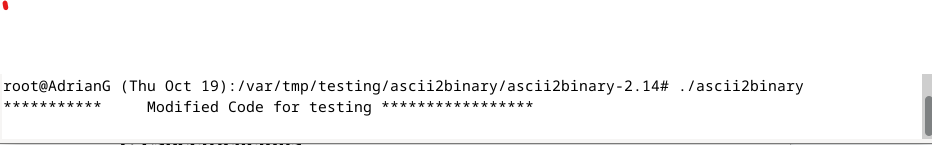 root@AdrianG (Thu Oct 19):/var/tmp/testing/ascii2binary/ascii2binary-2.14# ./ascii2binary
***********     Modified Code for testing *****************